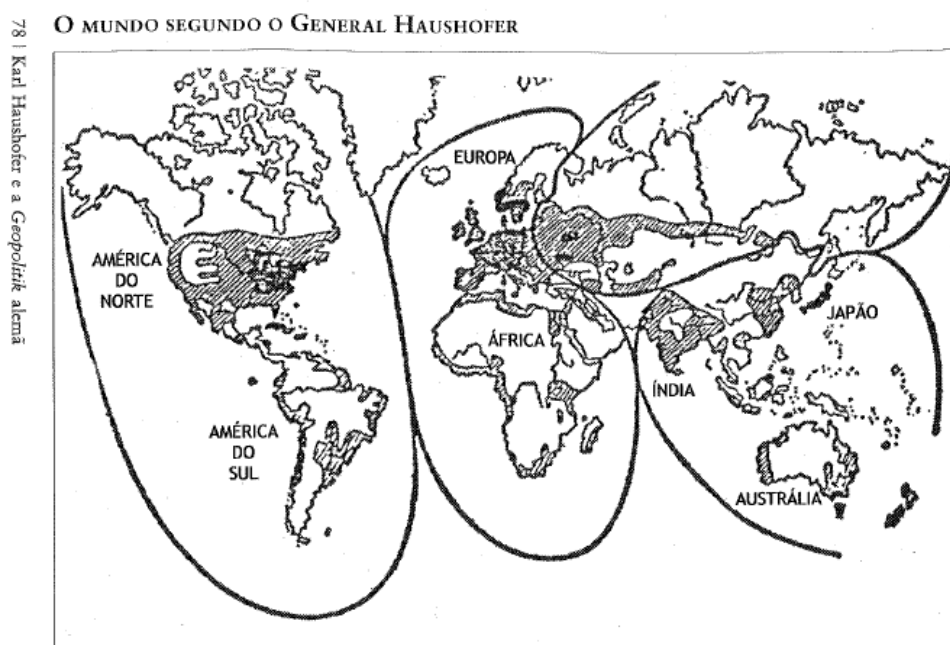 O MUNDO SEGUNDO O GENERAL HAUSHOFER
78 | Karl Haushofer e a Geopolitik alemã
EUROPA
AMÉRICA
DO
NORTE
ÁFRICA
JAPÃO
ÍNDIA
AMÉRICA
DO
SUL
AUSTRÁLIA